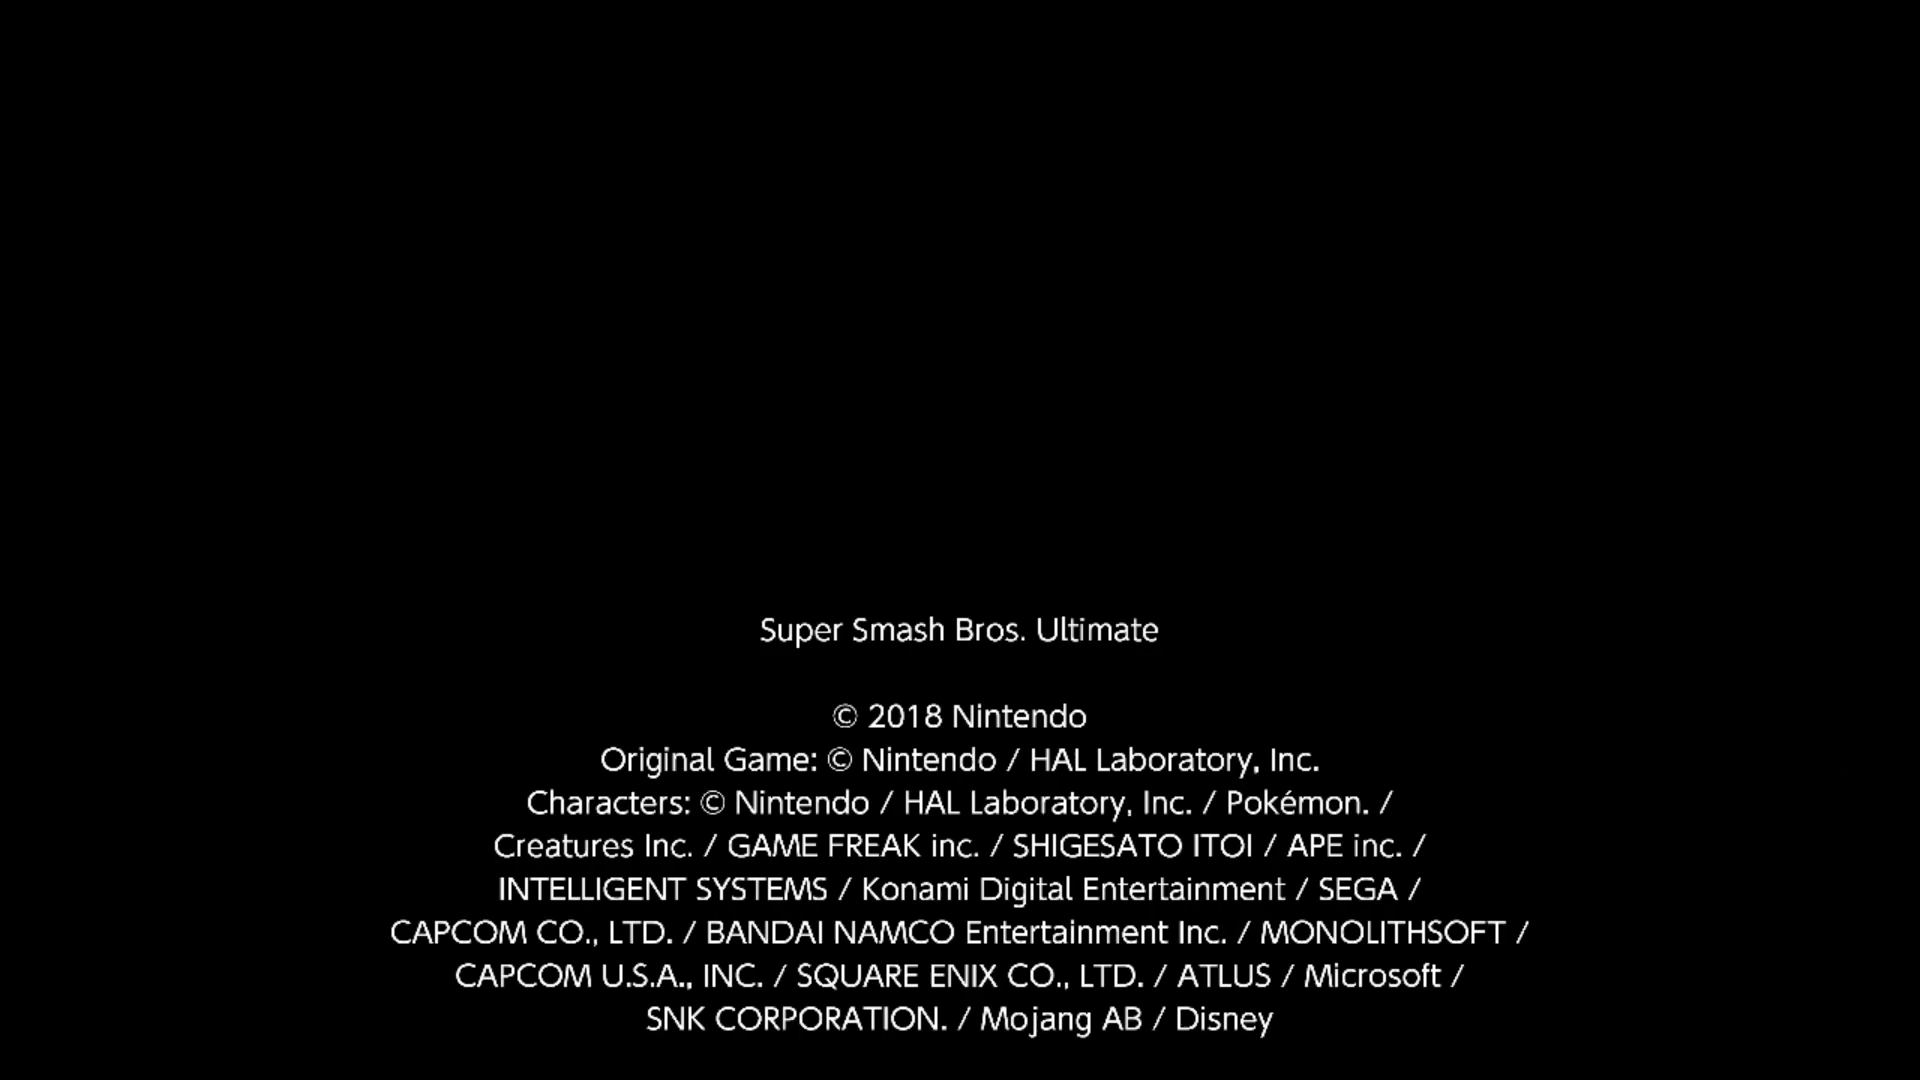 Super Smash Bros. Ultimate
© 2018 Nintendo
Original Game: © Nintendo / HAL Laboratory, Inc.
Characters: © Nintendo / HAL Laboratory, Inc. / Pokémon. /
Creatures Inc. / GAME FREAK inc. / SHIGESATO ITOI / APE inc. /
INTELLIGENT SYSTEMS / Konami Digital Entertainment / SEGA /
CAPCOM CO., LTD. / BANDAI NAMCO Entertainment Inc. / MONOLITHSOFT /
CAPCOM U.S.A., INC. / SQUARE ENIX CO., LTD. / ATLUS / Microsoft /
SNK CORPORATION. / Mojang AB / Disney